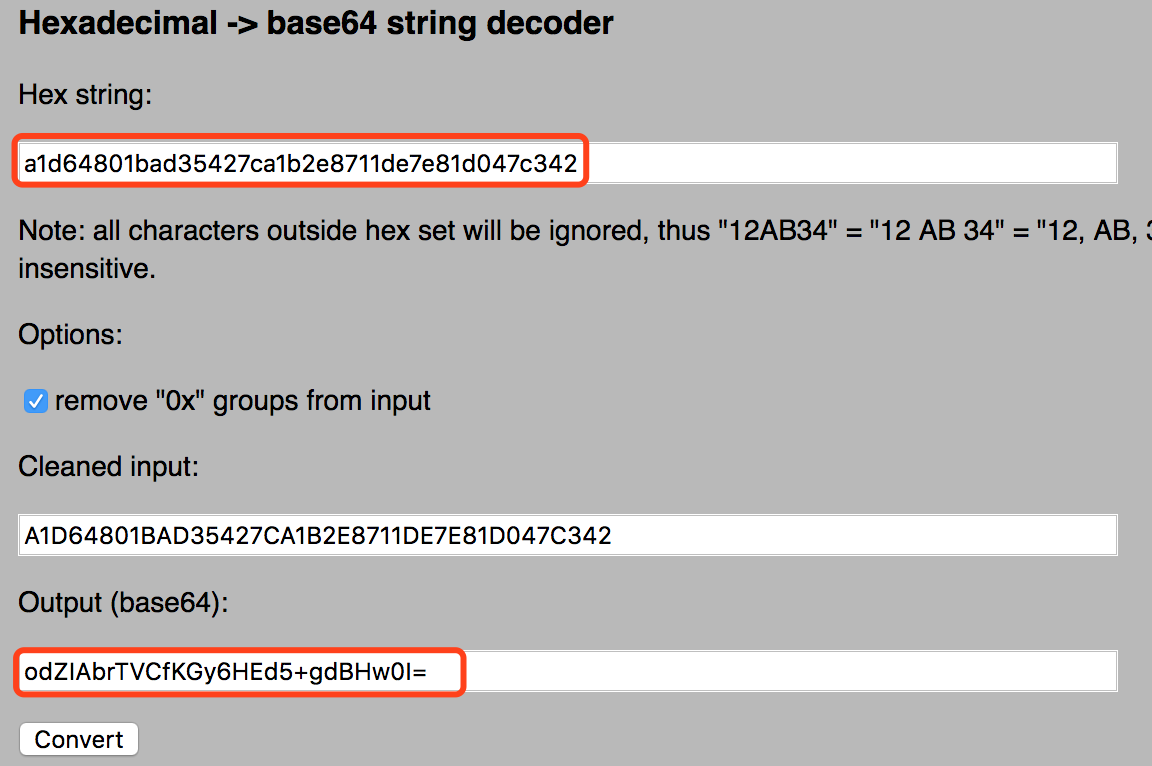 Hexadecimal -> base64 string decoder
Hex string:
a1d64801bad35427ca1b2e8711de7e81d047c342
Note: all characters outside hex set will be ignored, thus "12AB34" = "12 AB 34" = "12, AB,
insensitive.
Options:
remove "0x" groups from input
Cleaned input:
A1D64801BAD35427CA1B2E8711DE7E81D047C342
Output (base64):
odZIAbrTVCfKGy6HEd5+gdBHw0I=
Convert